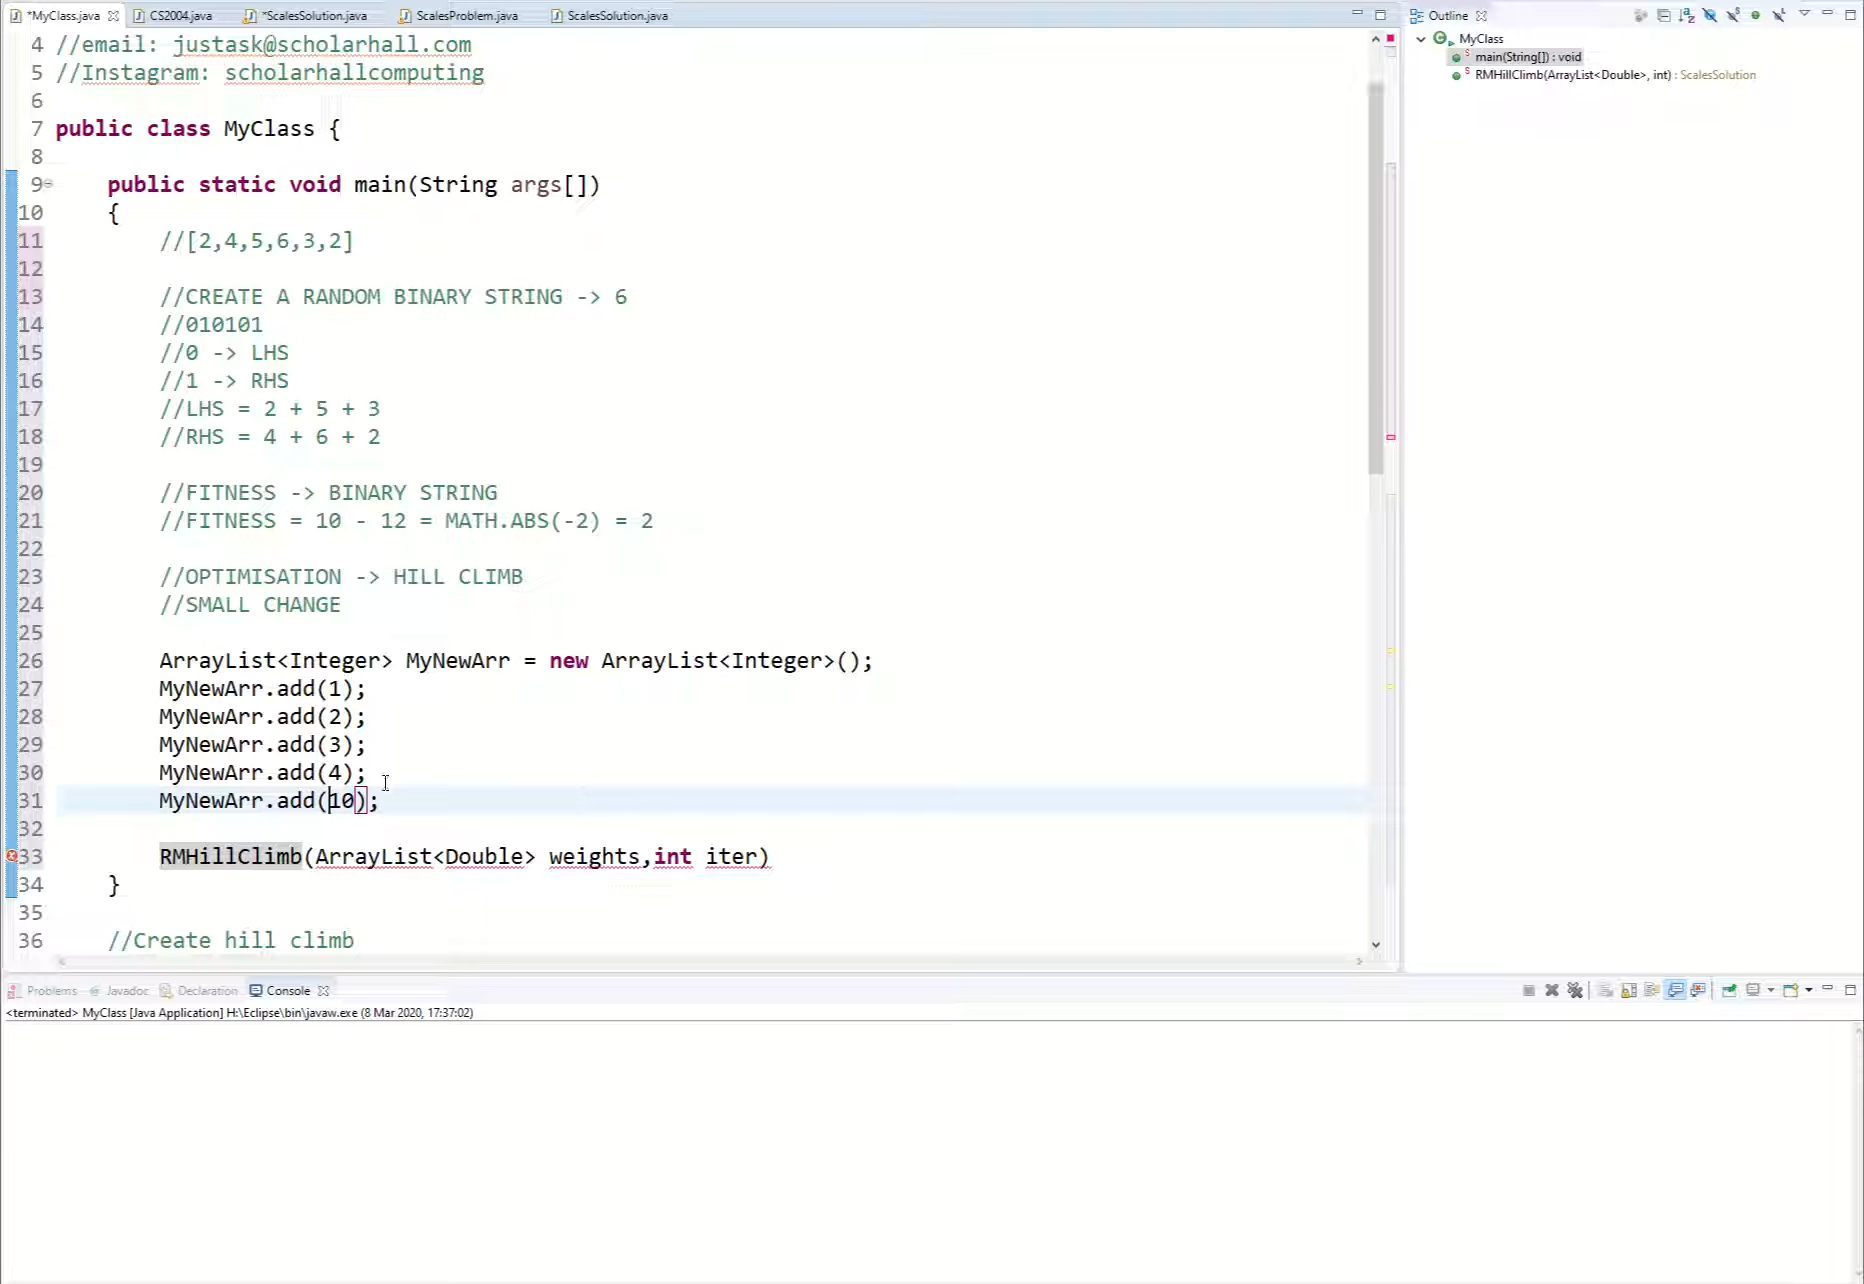 *MyClass.java
CS2004.java
*ScalesSolution.java
ScalesProblem.java
ScalesSolution.java
4 //email: justask@scholarhall.com
5 //Instagram: scholarhallcomputing
6
7 public class MyClass {
8
9 public static void main(String args[])
10 {
11 //[2,4,5,6,3,2]
12
13 //CREATE A RANDOM BINARY STRING -> 6
14 //010101
15 //0 -> LHS
16 //1 -> RHS
17 //LHS = 2 + 5 + 3
18 //RHS = 4 + 6 + 2
19
20 //FITNESS -> BINARY STRING
21 //FITNESS = 10 - 12 = MATH.ABS(-2) = 2
22
23 //OPTIMISATION -> HILL CLIMB
24 //SMALL CHANGE
25
26 ArrayList<Integer> MyNewArr = new ArrayList<Integer>();
27 MyNewArr.add(1);
28 MyNewArr.add(2);
29 MyNewArr.add(3);
30 MyNewArr.add(4);
31 MyNewArr.add(10);
32
33 RMHillClimb(ArrayList<Double> weights,int iter)
34 }
35
36 //Create hill climb
Outline
MyClass
main(String[]) : void
RMHillClimb(ArrayList<Double>, int) : ScalesSolution
Problems
Javadoc
Declaration
Console
<terminated> MyClass [Java Application] H:\Eclipse\bin\javaw.exe (8 Mar 2020, 17:37:02)